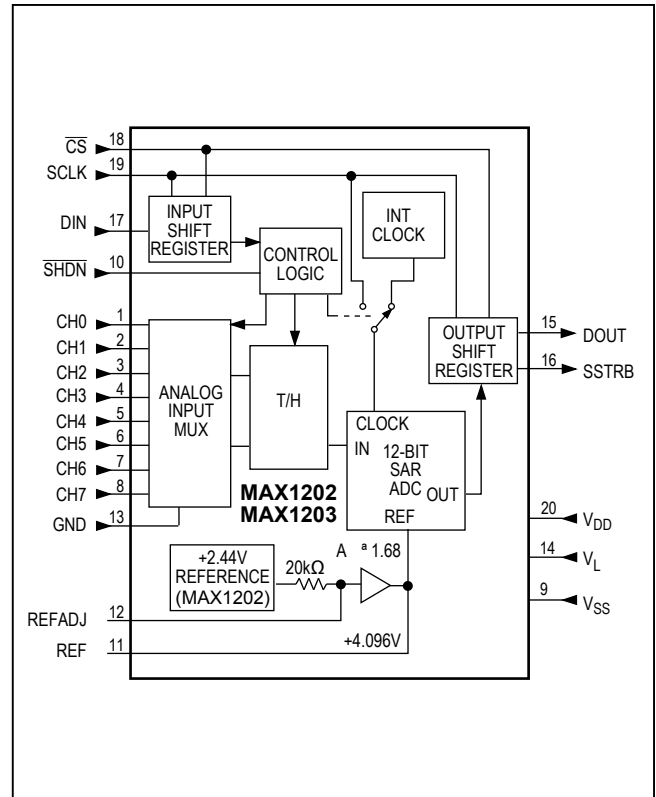 CS 18
SCLK 19
DIN 17
SHDN 10
CH0 1
CH1 2
CH2 3
CH3 4
CH4 5
CH5 6
CH6 7
CH7 8
GND 13
REFADJ 12
REF 11
INPUT
SHIFT
REGISTER
CONTROL
LOGIC
INT
CLOCK
ANALOG
INPUT
MUX
T/H
OUTPUT
SHIFT
REGISTER
CLOCK
IN
12-BIT
SAR
ADC
OUT
REF
MAX1202
MAX1203
+2.44V
REFERENCE
(MAX1202)
20kΩ
A ª 1.68
+4.096V
15 DOUT
16 SSTRB
20 VDD
14 VL
9 VSS